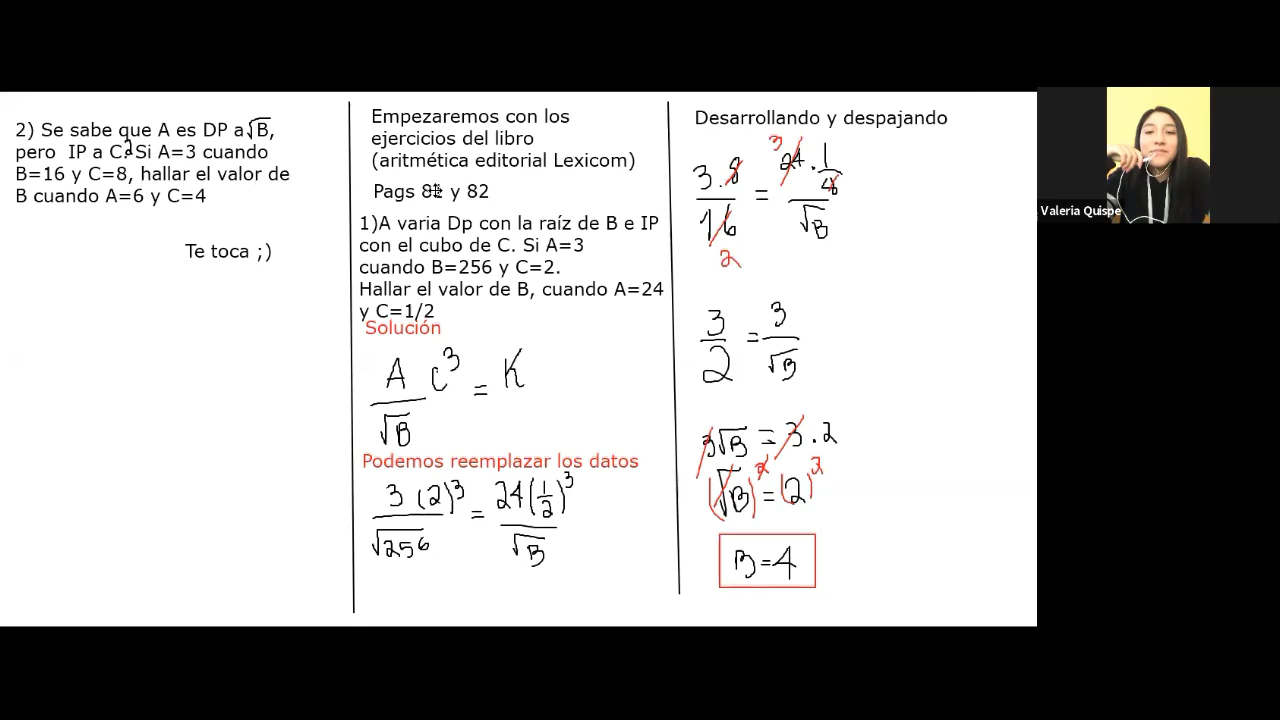 2) Se sabe que A es DP a√B,
pero IP a C².Si A=3 cuando
B=16 y C=8, hallar el valor de
B cuando A=6 y C=4
Te toca ;)
Empezaremos con los
ejercicios del libro
(aritmética editorial Lexicom)
Pags 81 y 82
1)A varia Dp con la raíz de B e IP
con el cubo de C. Si A=3
cuando B=256 y C=2.
Hallar el valor de B, cuando A=24
y C=1/2
Solución
A/√B C³ = K
Podemos reemplazar los datos
3 (2)³/√256 = 24(1/2)³/√B
Desarrollando y despajando
3 . 8/16 = 24 . 1/8/√B
3
2
3/2 = 3/√B
3√B = 3 . 2
(√B)² = (2)²
B=4
Valeria Quispe